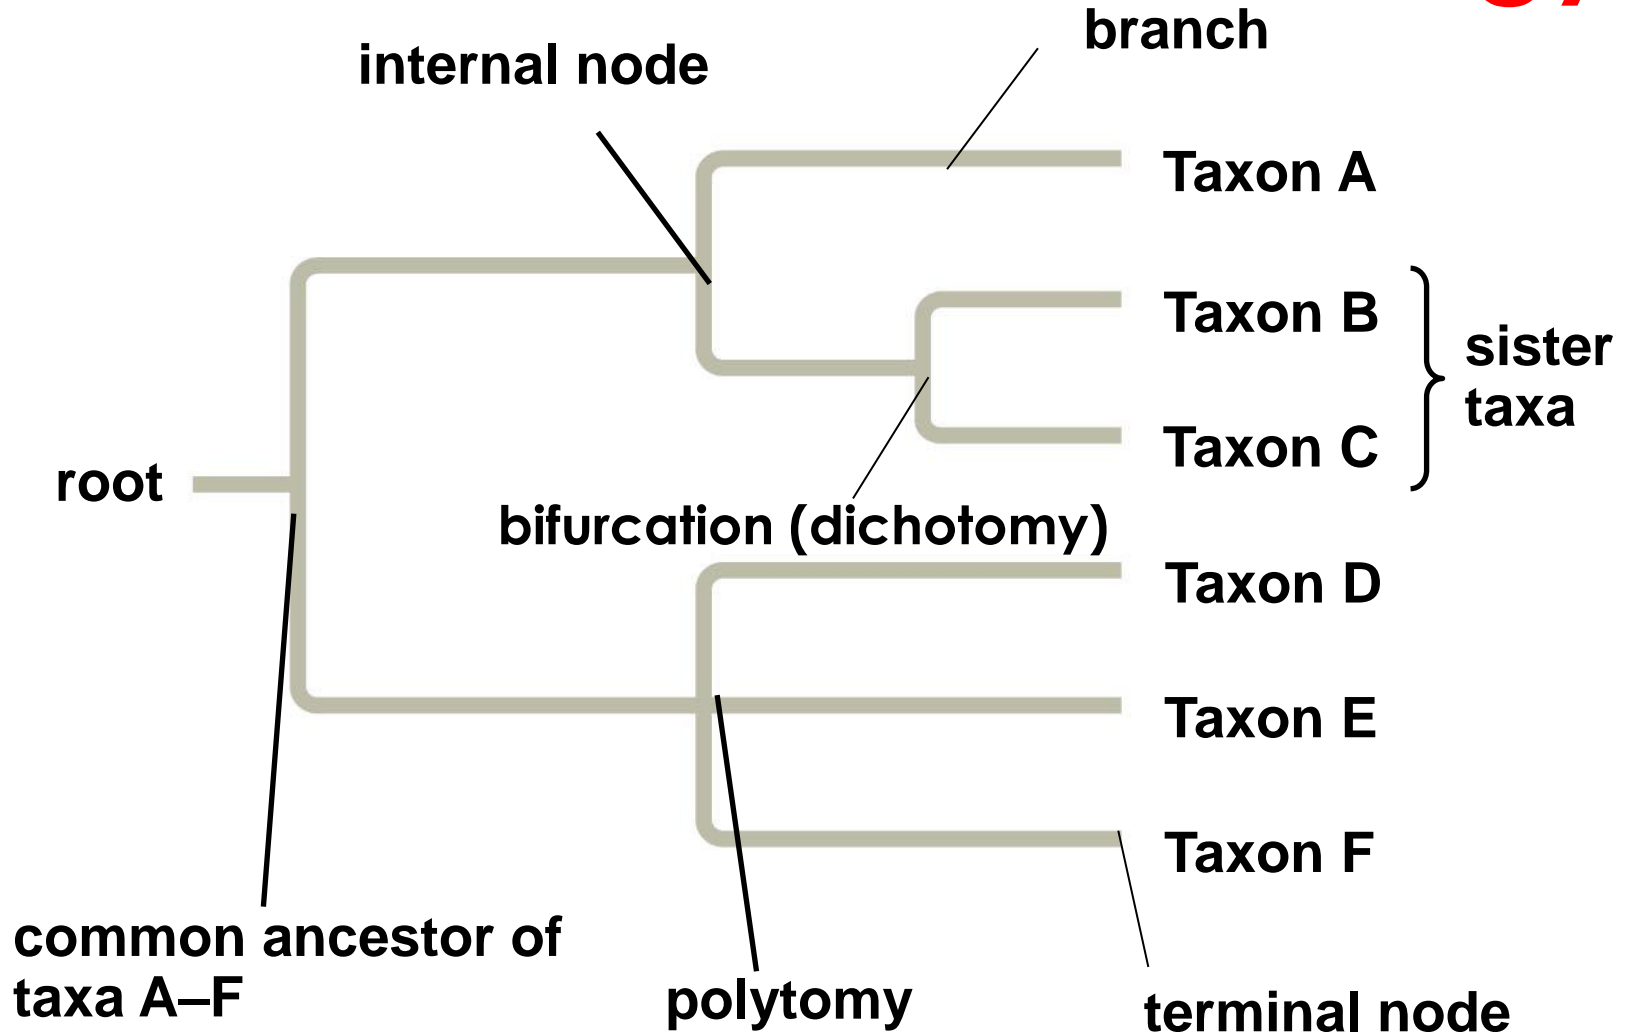 branch
internal node
Taxon A
Taxon B
sister
taxa
Taxon C
root
bifurcation (dichotomy)
Taxon D
Taxon E
Taxon F
common ancestor of
taxa A–F
polytomy
terminal node